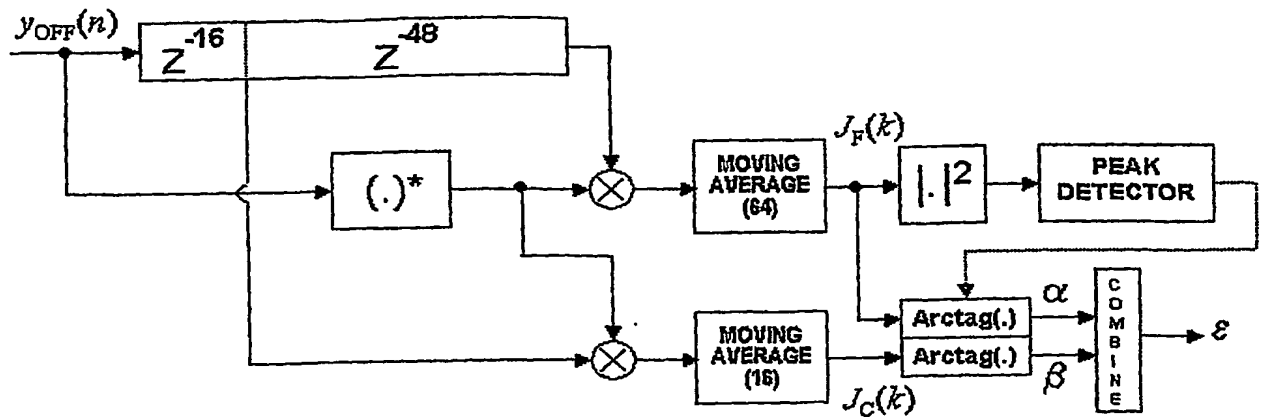 y_OFF(n)
Z^-16
Z^-48
(.)*
MOVING
AVERAGE
(64)
J_F(k)
|.|^2
PEAK
DETECTOR
MOVING
AVERAGE
(16)
J_C(k)
Arctag(.)
Arctag(.)
α
β
COMBINE
ε